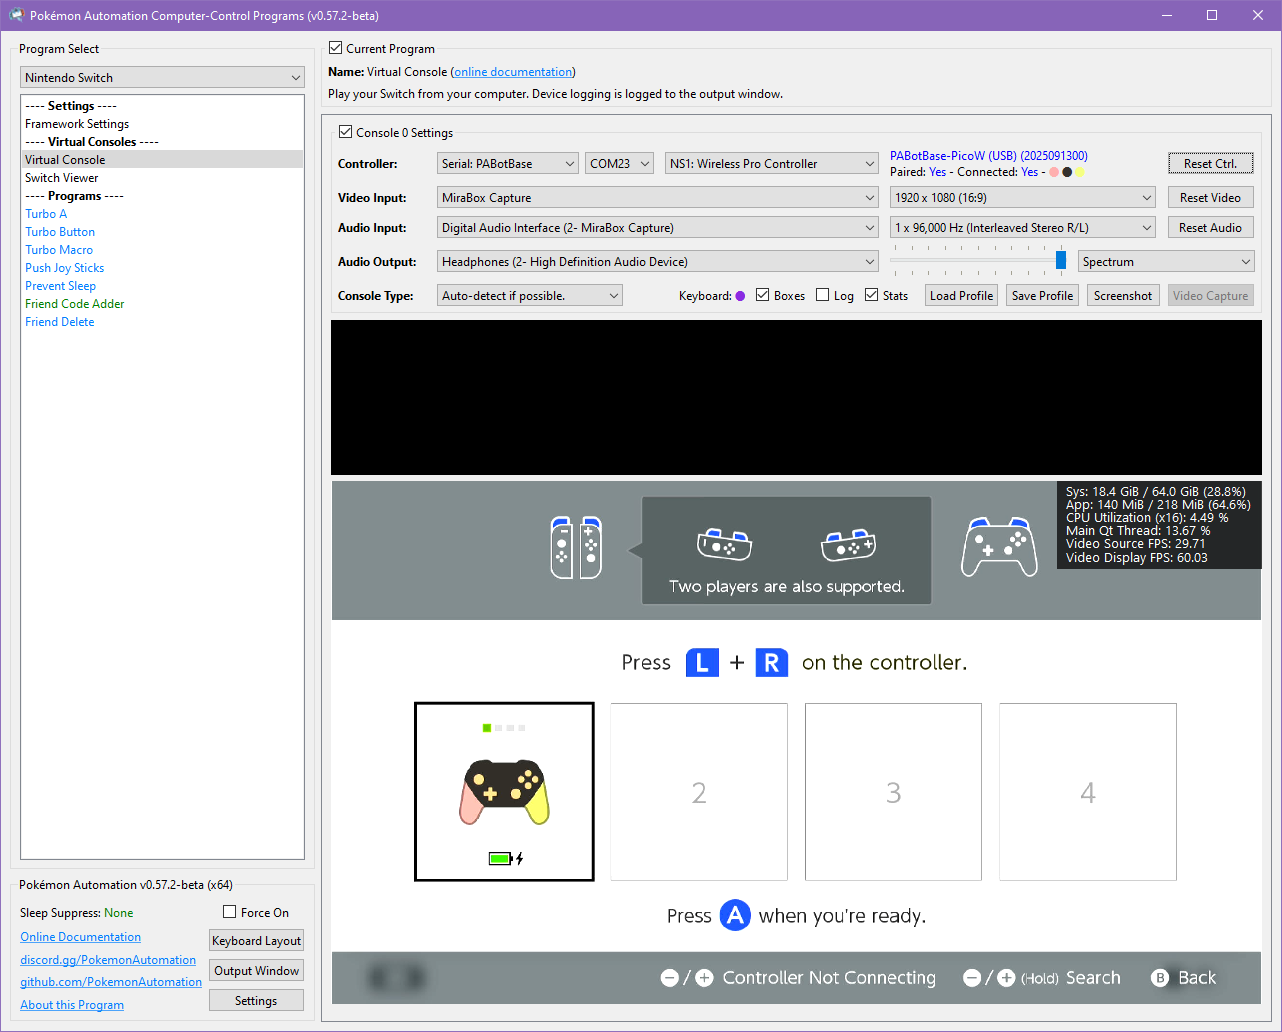 Pokémon Automation Computer-Control Programs (v0.57.2-beta)
Program Select
Nintendo Switch
---- Settings ----
Framework Settings
---- Virtual Consoles ----
Virtual Console
Switch Viewer
---- Programs ----
Turbo A
Turbo Button
Turbo Macro
Push Joy Sticks
Prevent Sleep
Friend Code Adder
Friend Delete
Pokémon Automation v0.57.2-beta (x64)
Sleep Suppress: None Force On
Online Documentation Keyboard Layout
discord.gg/PokemonAutomation Output Window
github.com/PokemonAutomation
About this Program Settings
Current Program
Name: Virtual Console (online documentation)
Play your Switch from your computer. Device logging is logged to the output window.
Console 0 Settings
Controller: Serial: PABotBase COM23 NS1: Wireless Pro Controller PABotBase-PicoW (USB) (2025091300) Reset Ctrl.
Paired: Yes - Connected: Yes -
Video Input: MiraBox Capture 1920 x 1080 (16:9) Reset Video
Audio Input: Digital Audio Interface (2- MiraBox Capture) 1 x 96,000 Hz (Interleaved Stereo R/L) Reset Audio
Audio Output: Headphones (2- High Definition Audio Device) Spectrum
Console Type: Auto-detect if possible. Keyboard: Boxes Log Stats Load Profile Save Profile Screenshot Video Capture
Sys: 18.4 GiB / 64.0 GiB (28.8%)
App: 140 MiB / 218 MiB (64.6%)
CPU Utilization (x16): 4.49 %
Main Qt Thread: 13.67 %
Video Source FPS: 29.71
Video Display FPS: 60.03
Two players are also supported.
Press L + R on the controller.
2 3 4
Press A when you're ready.
−/+ Controller Not Connecting −/+ (Hold) Search B Back